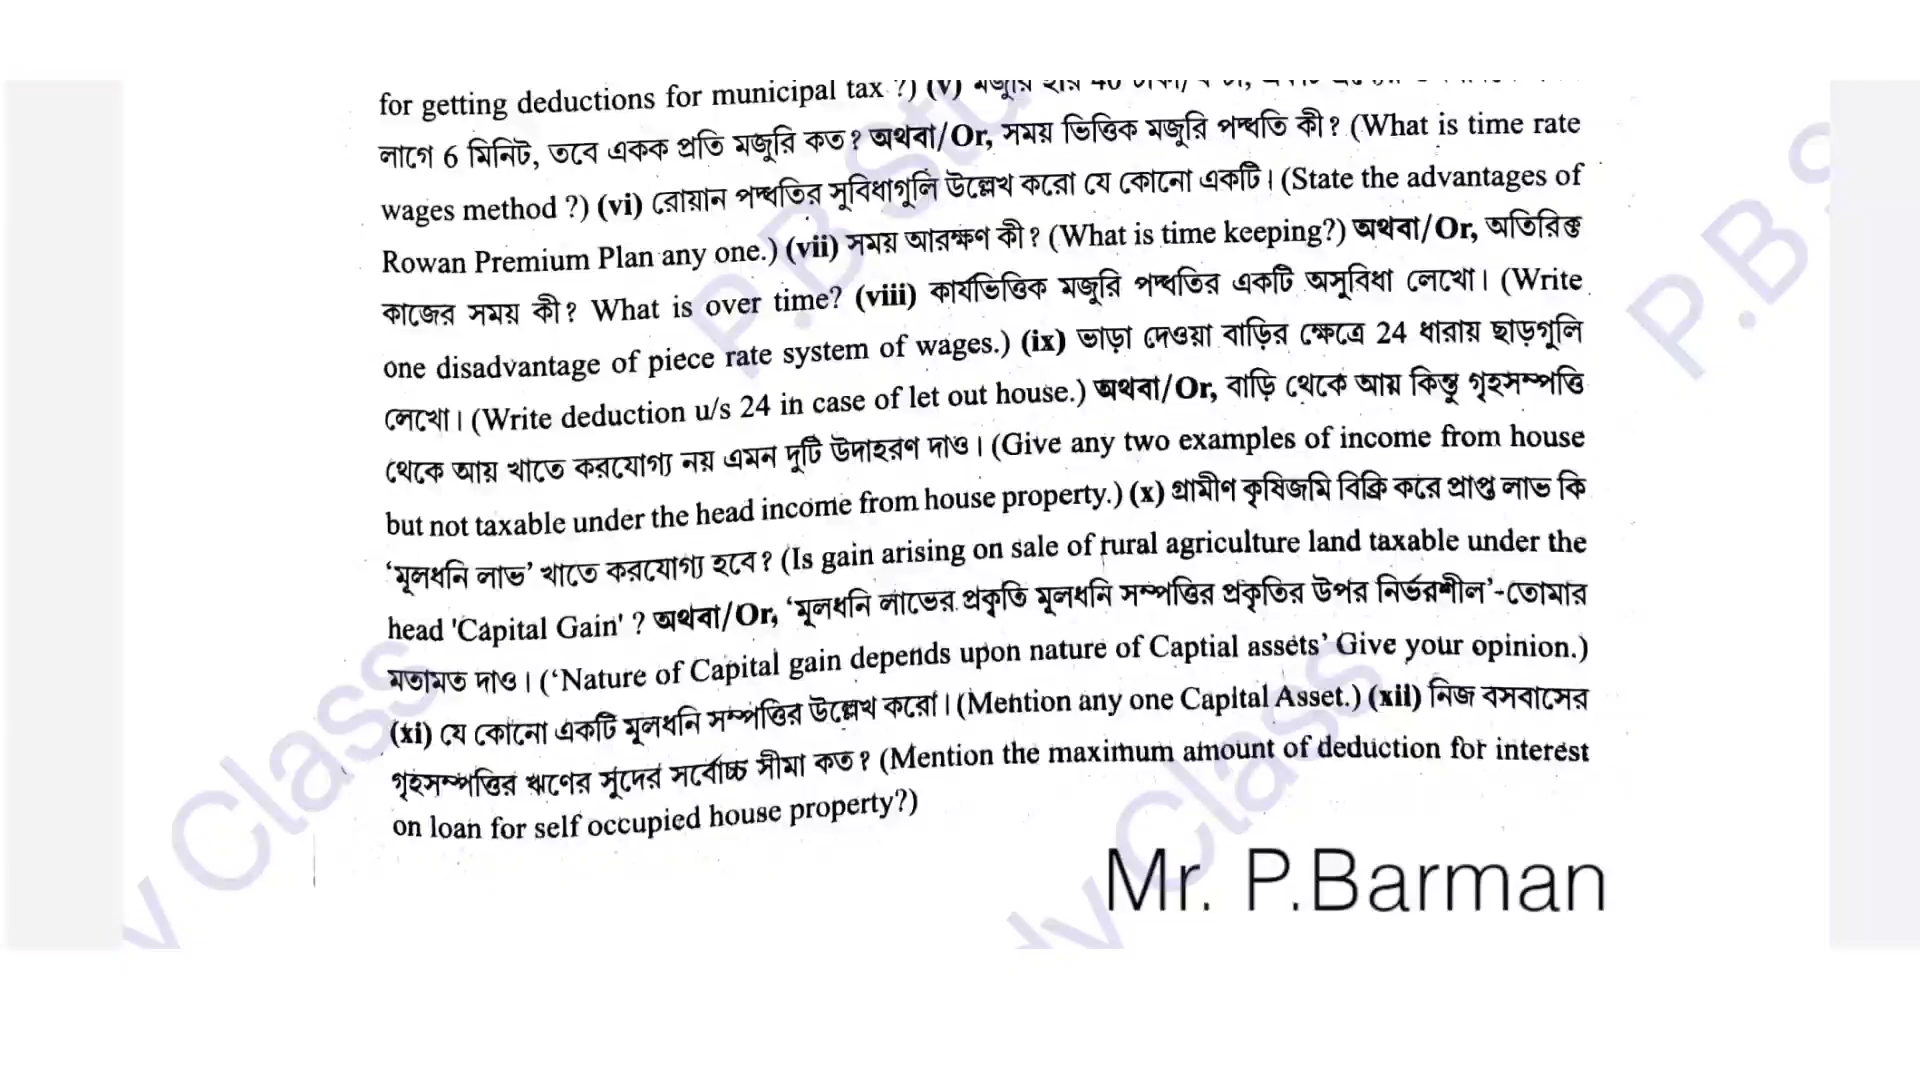 for getting deductions for municipal tax ?) (v) মজুরি হার 40 টাকা/
লাগে 6 মিনিট, তবে একক প্রতি মজুরি কত? অথবা/Or, সময় ভিত্তিক মজুরি পদ্ধতি কী? (What is time rate
wages method ?) (vi) রোয়ান পদ্ধতির সুবিধাগুলি উল্লেখ করো যে কোনো একটি। (State the advantages of
Rowan Premium Plan any one.) (vii) সময় আরক্ষণ কী? (What is time keeping?) অথবা/Or, অতিরিক্ত
কাজের সময় কী? What is over time? (viii) কার্যভিত্তিক মজুরি পদ্ধতির একটি অসুবিধা লেখো। (Write
one disadvantage of piece rate system of wages.) (ix) ভাড়া দেওয়া বাড়ির ক্ষেত্রে 24 ধারায় ছাড়গুলি
লেখো। (Write deduction u/s 24 in case of let out house.) অথবা/Or, বাড়ি থেকে আয় কিন্তু গৃহসম্পত্তি
থেকে আয় খাতে করযোগ্য নয় এমন দুটি উদাহরণ দাও। (Give any two examples of income from house
but not taxable under the head income from house property.) (x) গ্রামীণ কৃষিজমি বিক্রি করে প্রাপ্ত লাভ কি
‘মূলধনি লাভ’ খাতে করযোগ্য হবে? (Is gain arising on sale of rural agriculture land taxable under the
head 'Capital Gain' ? অথবা/Or, ‘মূলধনি লাভের প্রকৃতি মূলধনি সম্পত্তির প্রকৃতির উপর নির্ভরশীল’-তোমার
মতামত দাও। (‘Nature of Capital gain depends upon nature of Captial assets’ Give your opinion.)
(xi) যে কোনো একটি মূলধনি সম্পত্তির উল্লেখ করো। (Mention any one Capital Asset.) (xii) নিজ বসবাসের
গৃহসম্পত্তির ঋণের সুদের সর্বোচ্চ সীমা কত? (Mention the maximum amount of deduction for interest
on loan for self occupied house property?)
Mr. P.Barman